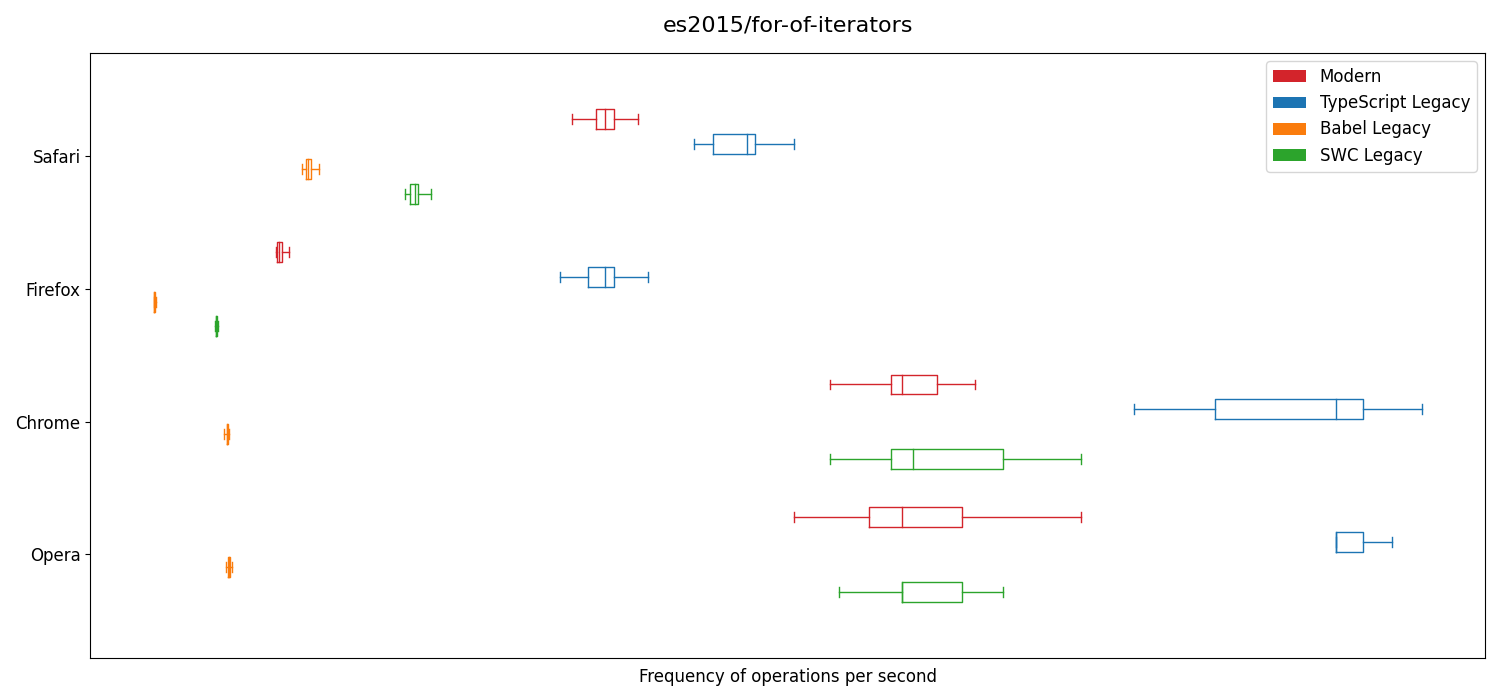 es2015/for-of-iterators
Modern
TypeScript Legacy
Babel Legacy
SWC Legacy
Safari
Firefox
Chrome
Opera
Frequency of operations per second